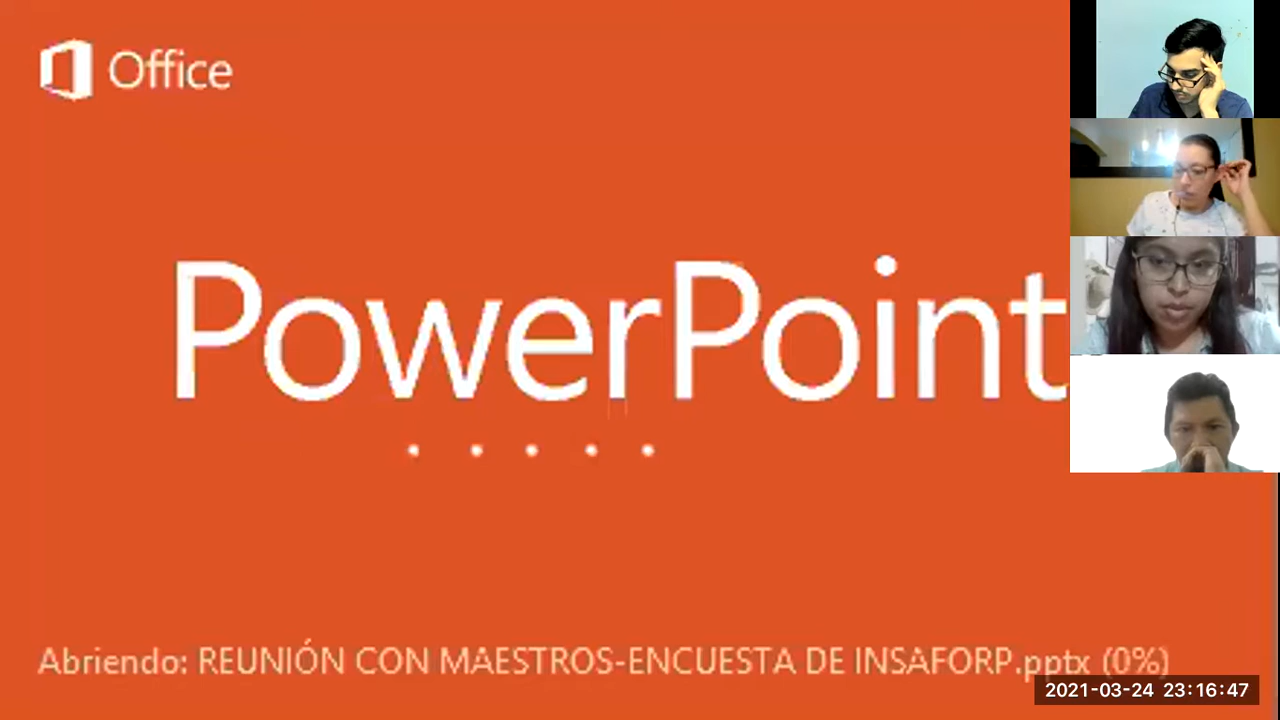 Office
PowerPoint
Abriendo: REUNIÓN CON MAESTROS-ENCUESTA DE INSAFORP.pptx (0%)
2021-03-24 23:16:47